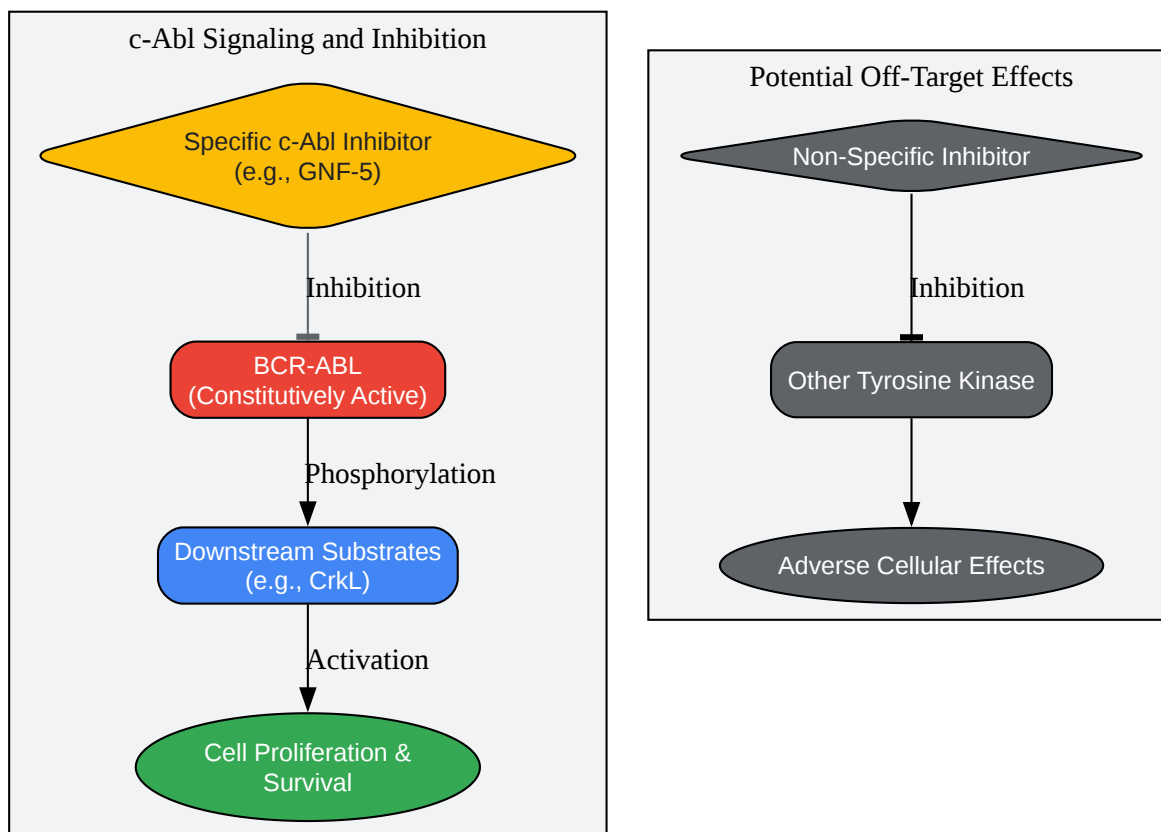 c-Abl Signaling and Inhibition
Specific c-Abl Inhibitor
(e.g., GNF-5)
Inhibition
BCR-ABL
(Constitutively Active)
Phosphorylation
Downstream Substrates
(e.g., CrkL)
Activation
Cell Proliferation &
Survival
Potential Off-Target Effects
Non-Specific Inhibitor
Inhibition
Other Tyrosine Kinase
Adverse Cellular Effects